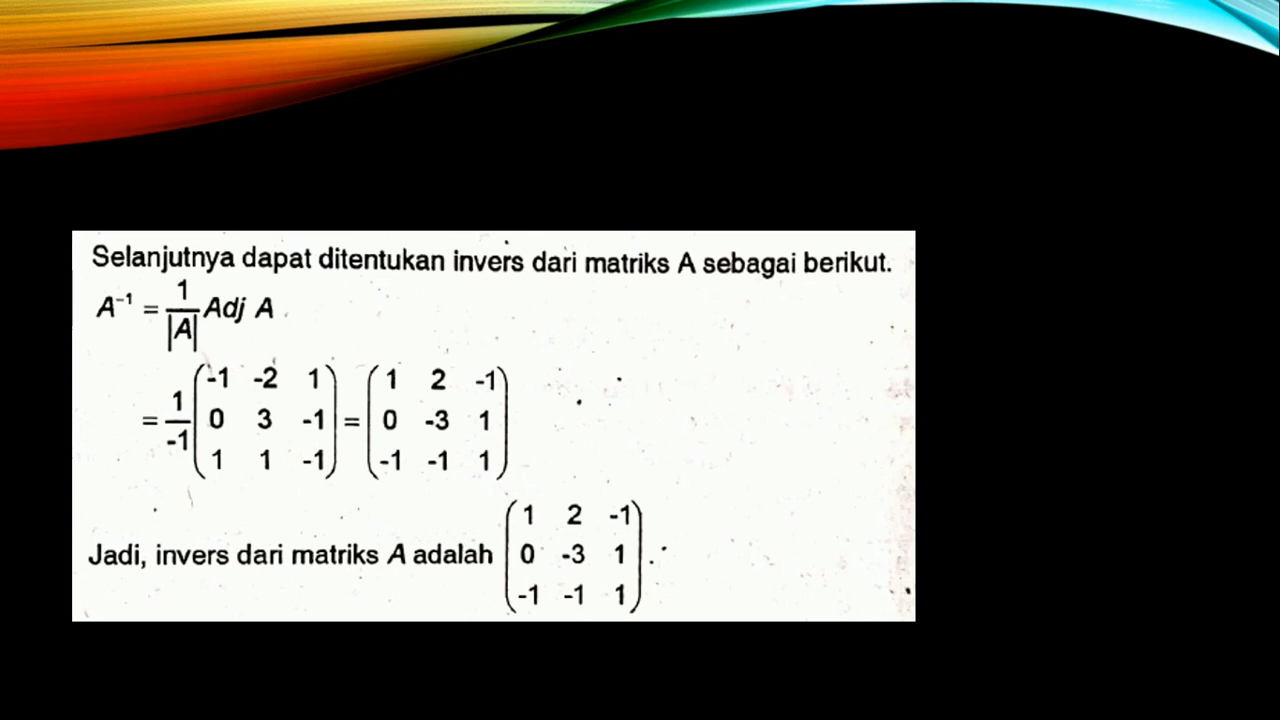 Selanjutnya dapat ditentukan invers dari matriks A sebagai berikut.
A⁻¹ = 1/|A| Adj A
= 1/-1 (-1 -2 1; 0 3 -1; 1 1 -1) = (1 2 -1; 0 -3 1; -1 -1 1)
Jadi, invers dari matriks A adalah (1 2 -1; 0 -3 1; -1 -1 1).